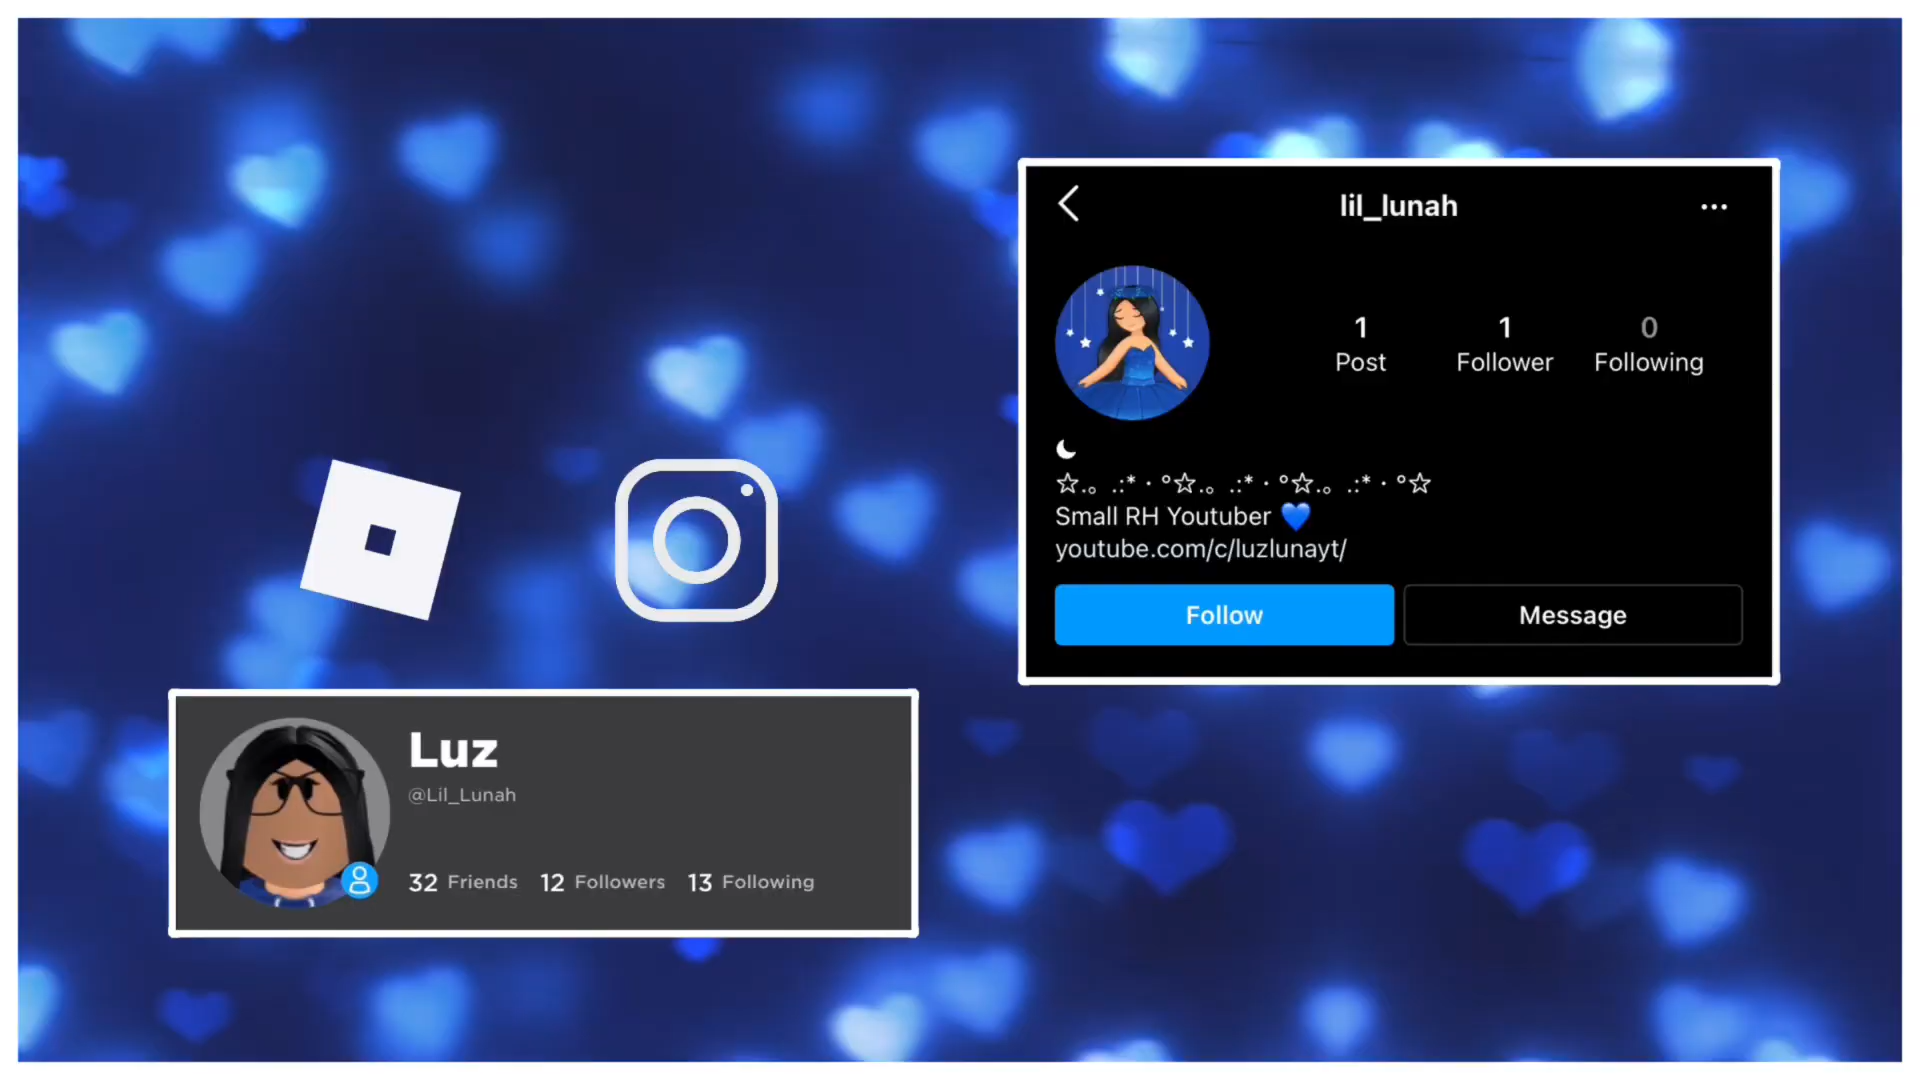 lil_lunah
...
1 1 0
Post Follower Following
☆.｡ .:* · °☆.｡ .:* · °☆.｡ .:* · °☆
Small RH Youtuber 💙
youtube.com/c/luzlunayt/
Follow Message
Luz
@Lil_Lunah
32 Friends 12 Followers 13 Following